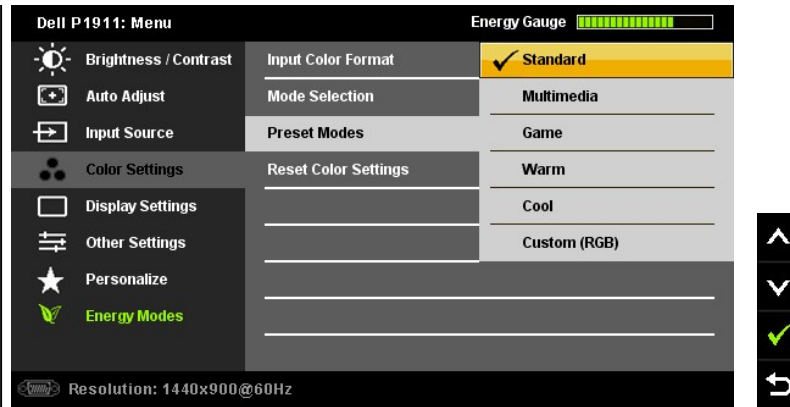 Dell P1911: Menu
Energy Gauge
Brightness / Contrast
Auto Adjust
Input Source
Color Settings
Display Settings
Other Settings
Personalize
Energy Modes
Input Color Format
Mode Selection
Preset Modes
Reset Color Settings
Standard
Multimedia
Game
Warm
Cool
Custom (RGB)
Resolution: 1440x900@60Hz